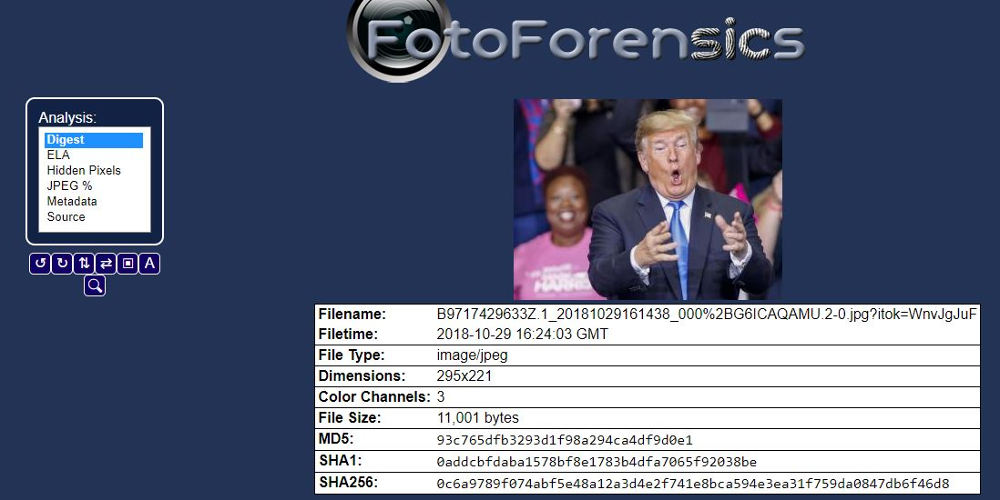 FotoForensics
Analysis:
Digest
ELA
Hidden Pixels
JPEG %
Metadata
Source
A
Filename: B9717429633Z.1_20181029161438_000%2BG6ICAQAMU.2-0.jpg?itok=WnvJgJuF
Filetime: 2018-10-29 16:24:03 GMT
File Type: image/jpeg
Dimensions: 295x221
Color Channels: 3
File Size: 11,001 bytes
MD5: 93c765dfb3293d1f98a294ca4df9d0e1
SHA1: 0addcbfdaba1578bf8e1783b4dfa7065f92038be
SHA256: 0c6a9789f074abf5e48a12a3d4e2f741e8bca594e3ea31f759da0847db6f46d8